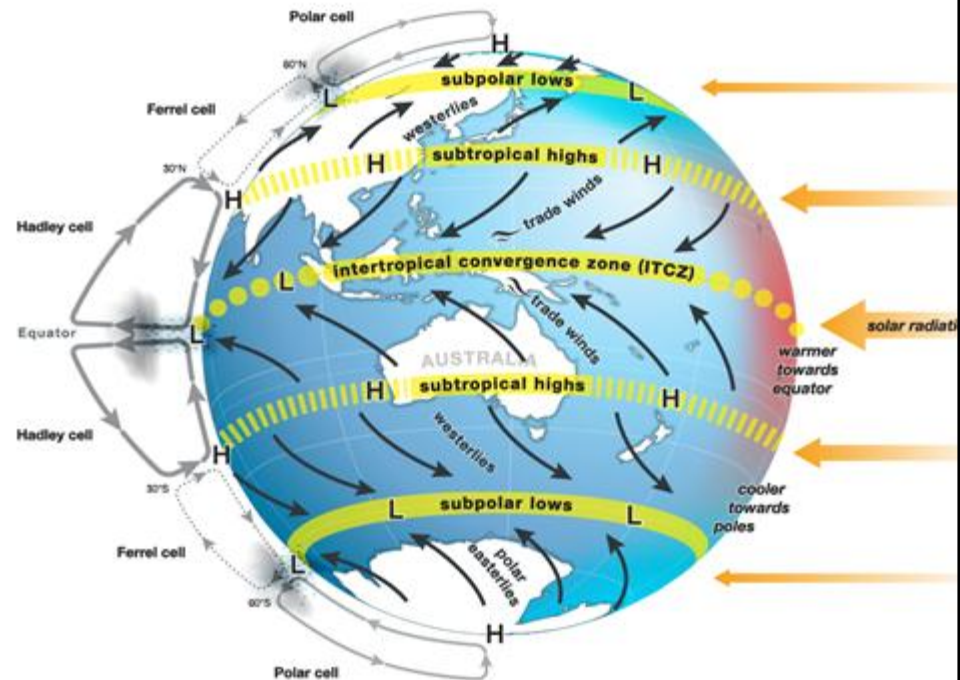 Polar cell
H
60°N
subpolar lows
L
L
Ferrel cell
westerlies
30°N
H
subtropical highs
H
H
Hadley cell
trade winds
intertropical convergence zone (ITCZ)
L
Equator
L
trade winds
solar radiati
AUSTRALIA
warmer
towards
equator
H
subtropical highs
H
Hadley cell
westerlies
H
30°S
cooler
towards
poles
L
subpolar lows
L
Ferrel cell
L
polar
easterlies
60°S
H
Polar cell